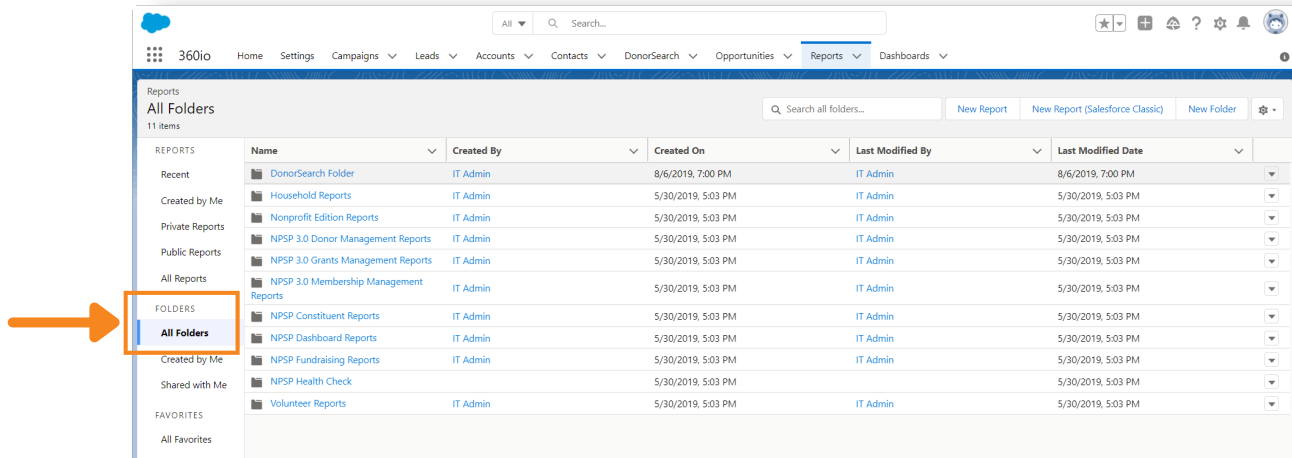 All Search...
360io Home Settings Campaigns Leads Accounts Contacts DonorSearch Opportunities Reports Dashboards
Reports
All Folders
11 items
Search all folders... New Report New Report (Salesforce Classic) New Folder
REPORTS
Recent
Created by Me
Private Reports
Public Reports
All Reports
FOLDERS
All Folders
Created by Me
Shared with Me
FAVORITES
All Favorites
Name Created By Created On Last Modified By Last Modified Date
DonorSearch Folder IT Admin 8/6/2019, 7:00 PM IT Admin 8/6/2019, 7:00 PM
Household Reports IT Admin 5/30/2019, 5:03 PM IT Admin 5/30/2019, 5:03 PM
Nonprofit Edition Reports IT Admin 5/30/2019, 5:03 PM IT Admin 5/30/2019, 5:03 PM
NPSP 3.0 Donor Management Reports IT Admin 5/30/2019, 5:03 PM IT Admin 5/30/2019, 5:03 PM
NPSP 3.0 Grants Management Reports IT Admin 5/30/2019, 5:03 PM IT Admin 5/30/2019, 5:03 PM
NPSP 3.0 Membership Management
Reports IT Admin 5/30/2019, 5:03 PM IT Admin 5/30/2019, 5:03 PM
NPSP Constituent Reports IT Admin 5/30/2019, 5:03 PM IT Admin 5/30/2019, 5:03 PM
NPSP Dashboard Reports IT Admin 5/30/2019, 5:03 PM IT Admin 5/30/2019, 5:03 PM
NPSP Fundraising Reports IT Admin 5/30/2019, 5:03 PM IT Admin 5/30/2019, 5:03 PM
NPSP Health Check 5/30/2019, 5:03 PM 5/30/2019, 5:03 PM
Volunteer Reports IT Admin 5/30/2019, 5:03 PM IT Admin 5/30/2019, 5:03 PM